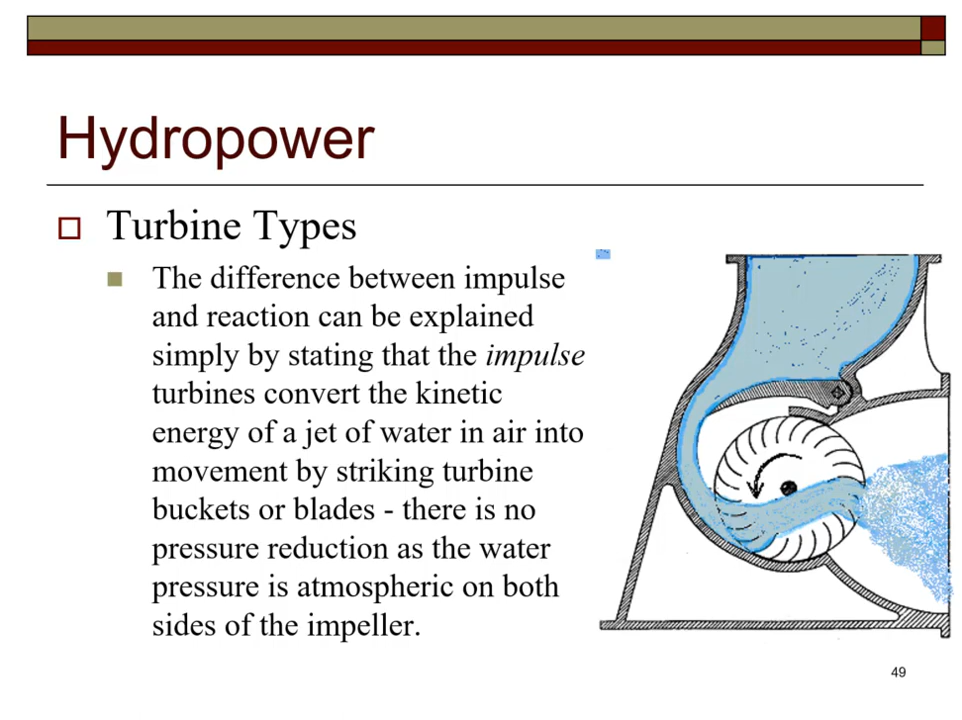 Hydropower
Turbine Types
The difference between impulse
and reaction can be explained
simply by stating that the impulse
turbines convert the kinetic
energy of a jet of water in air into
movement by striking turbine
buckets or blades - there is no
pressure reduction as the water
pressure is atmospheric on both
sides of the impeller.
49